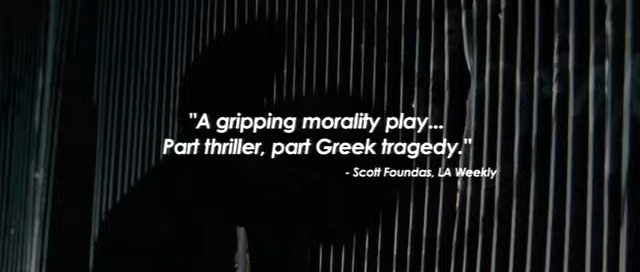 "A gripping morality play...
Part thriller, part Greek tragedy."
- Scott Foundas, LA Weekly